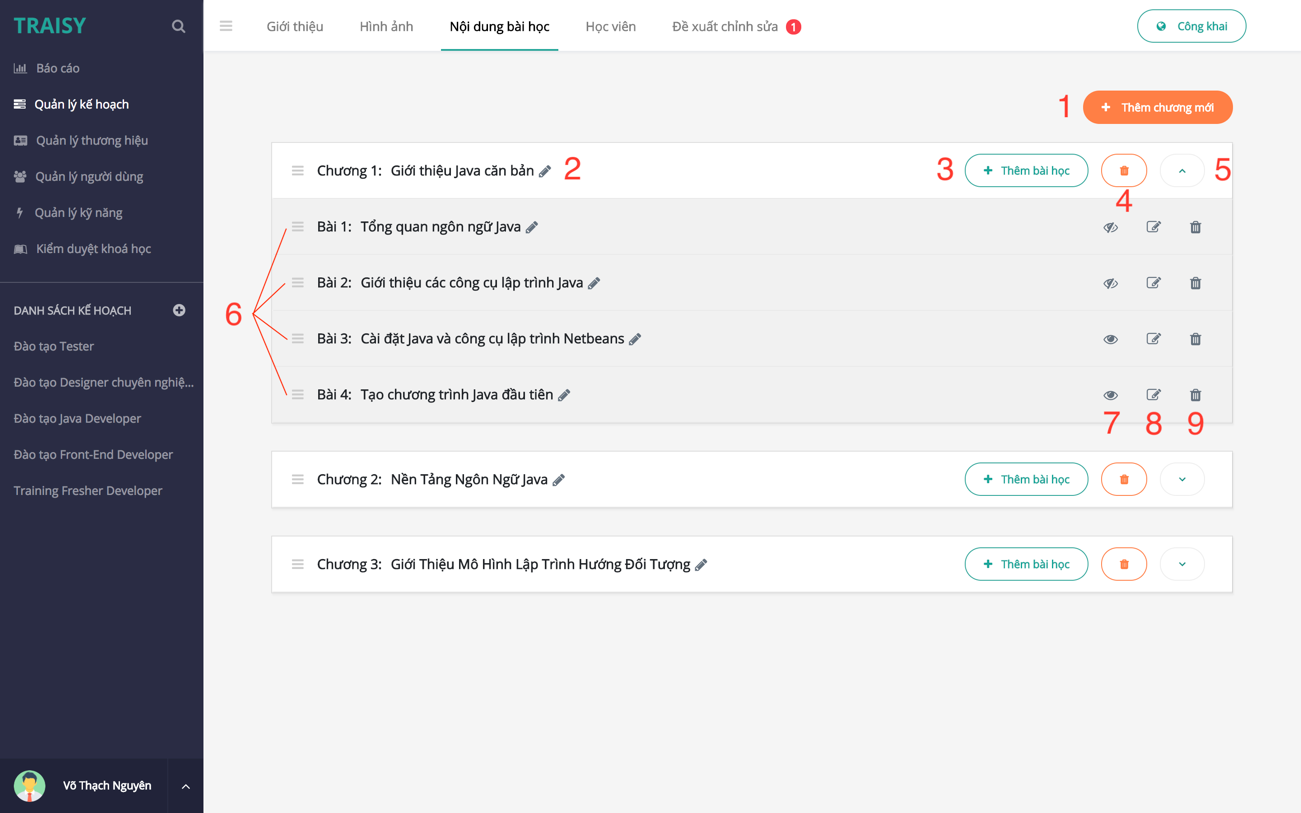 TRAISY
Giới thiệu
Hình ảnh
Nội dung bài học
Học viên
Đề xuất chỉnh sửa 1
Công khai
Báo cáo
Quản lý kế hoạch
Quản lý thương hiệu
Quản lý người dùng
Quản lý kỹ năng
Kiểm duyệt khoá học
DANH SÁCH KẾ HOẠCH
Đào tạo Tester
Đào tạo Designer chuyên nghiệ...
Đào tạo Java Developer
Đào tạo Front-End Developer
Training Fresher Developer
Võ Thạch Nguyên
1 Thêm chương mới
Chương 1: Giới thiệu Java căn bản 2
3 Thêm bài học 5
4
Bài 1: Tổng quan ngôn ngữ Java
Bài 2: Giới thiệu các công cụ lập trình Java
6
Bài 3: Cài đặt Java và công cụ lập trình Netbeans
Bài 4: Tạo chương trình Java đầu tiên
7 8 9
Chương 2: Nền Tảng Ngôn Ngữ Java Thêm bài học
Chương 3: Giới Thiệu Mô Hình Lập Trình Hướng Đối Tượng Thêm bài học